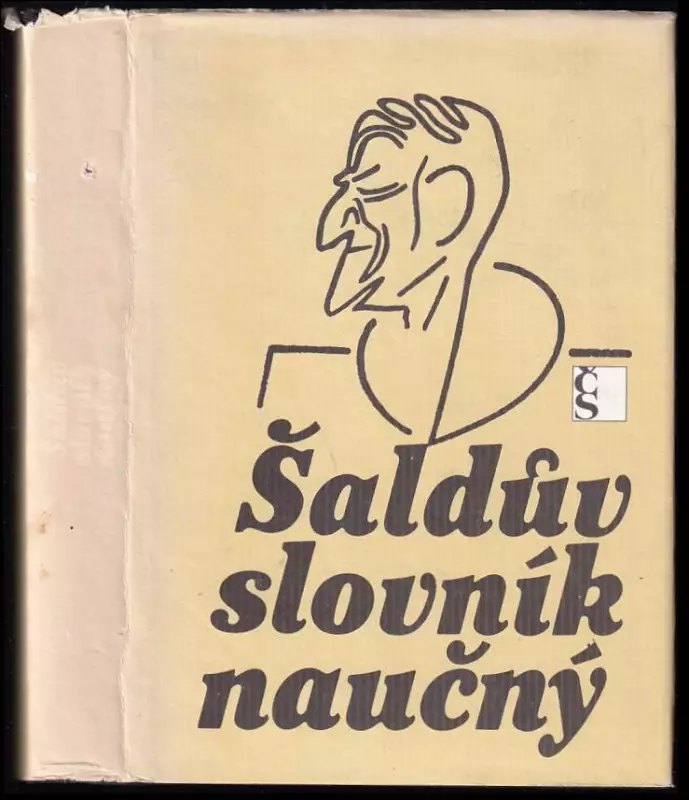 ČS
Šaldův
slovník
naučný